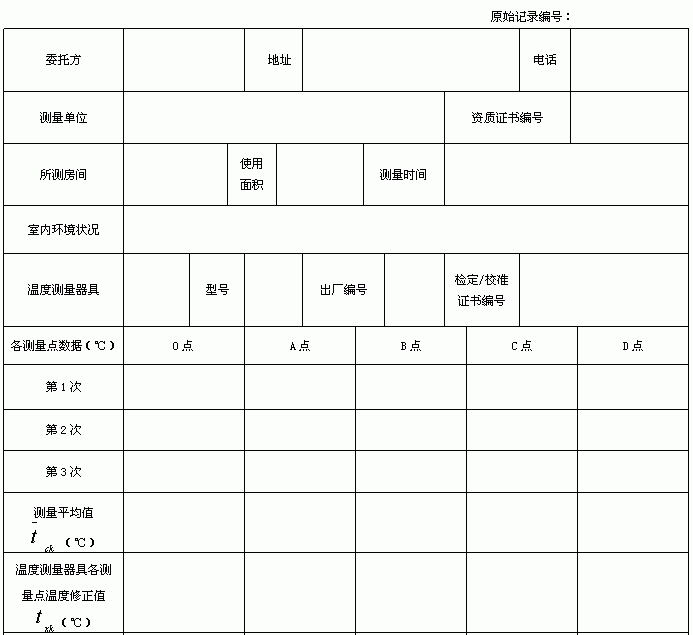 原始记录编号：
委托方 地址 电话
测量单位 资质证书编号
所测房间 使用 面积 测量时间
室内环境状况
温度测量器具 型号 出厂编号 检定/校准 证书编号
各测量点数据（℃） O点 A点 B点 C点 D点
第1次
第2次
第3次
测量平均值
t̄ck（℃）
温度测量器具各测
量点温度修正值
txk（℃）